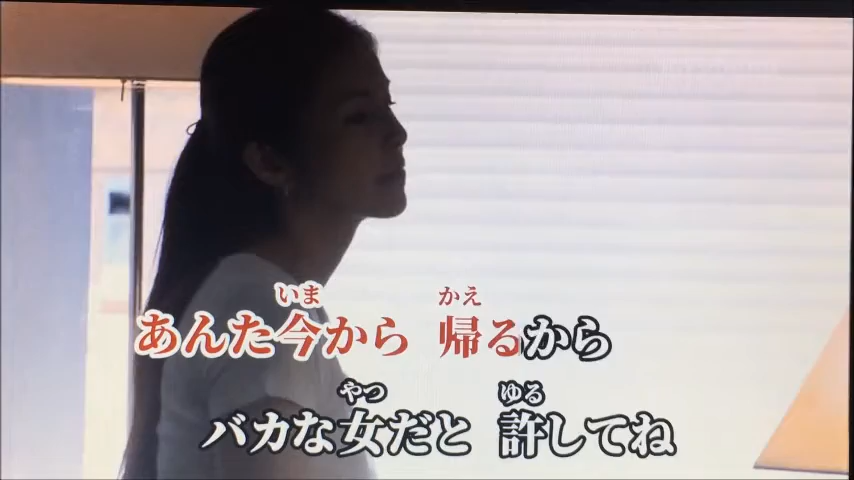 いま かえ
あんた今から 帰るから
やつ ゆる
バカな女だと 許してね